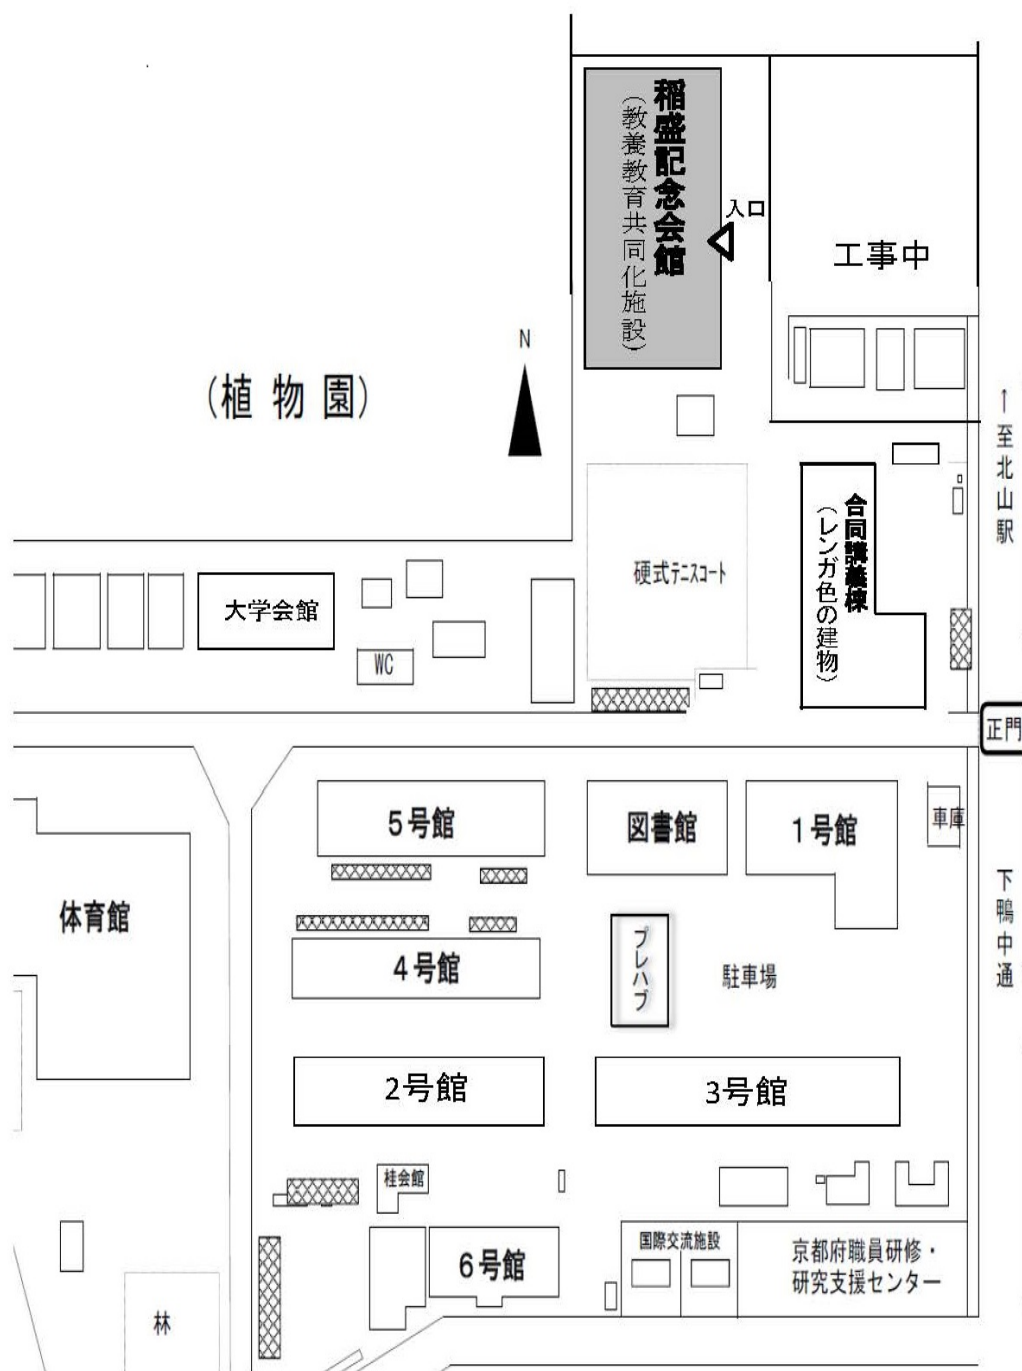 稲盛記念会館
（教養教育共同化施設）
入口
工事中
N
（植物園）
↑至北山駅
合同講義棟
（レンガ色の建物）
硬式テニスコート
大学会館
WC
正門
5号館
図書館
1号館
車庫
体育館
下鴨中通
4号館
プレハブ
駐車場
2号館
3号館
桂会館
6号館
国際交流施設
京都府職員研修・
研究支援センター
林